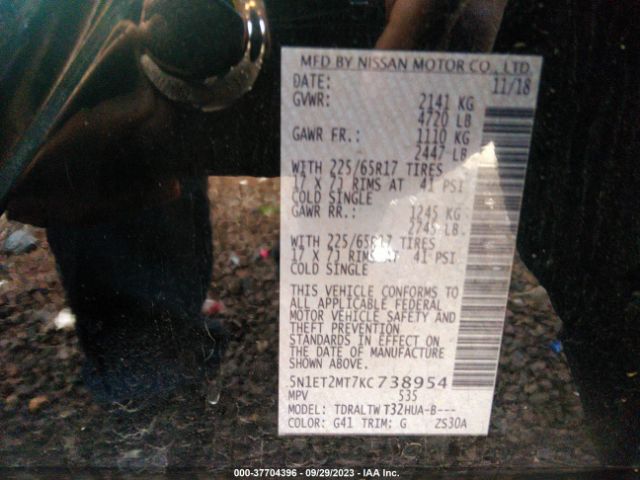 MFD BY NISSAN MOTOR CO., LTD
DATE: 11/18
GVWR: 2141 KG
4720 LB
GAWR FR.: 1110 KG
2447 LB
WITH 225/65R17 TIRES
17 X 7J RIMS AT 41 PSI
COLD SINGLE
GAWR RR.: 1245 KG
2745 LB.
WITH 225/65R17 TIRES
17 X 7J RIMS AT 41 PSI
COLD SINGLE
THIS VEHICLE CONFORMS TO
ALL APPLICABLE FEDERAL
MOTOR VEHICLE SAFETY AND
THEFT PREVENTION
STANDARDS IN EFFECT ON
THE DATE OF MANUFACTURE
SHOWN ABOVE.
5N1ET2MT7KC738954
MPV 535
MODEL: TDRALTWT32HUA-B---
COLOR: G41 TRIM: G ZS30A
000-37704396 - 09/29/2023 - IAA Inc.